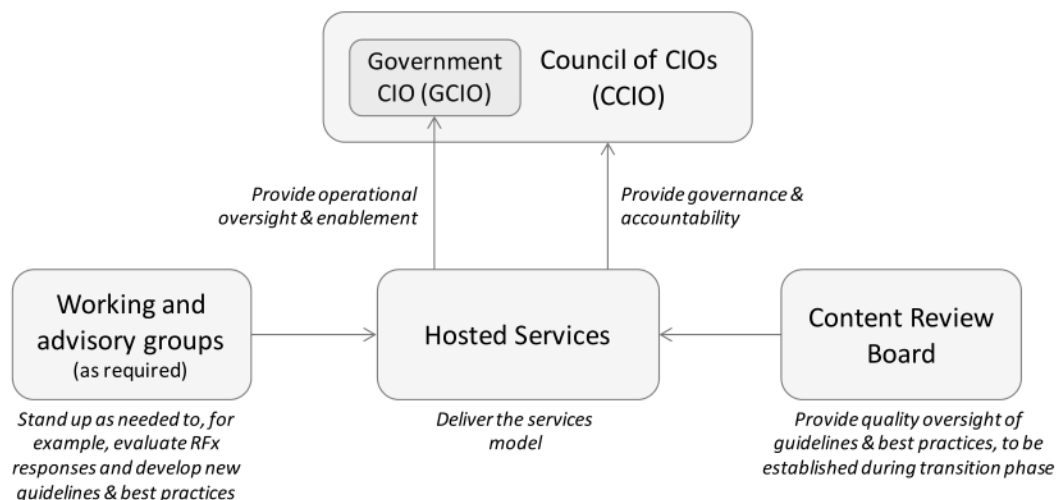 Government
CIO (GCIO)
Council of CIOs
(CCIO)
Provide operational
oversight & enablement
Provide governance &
accountability
Working and
advisory groups
(as required)
Hosted Services
Content Review
Board
Stand up as needed to, for
example, evaluate RFx
responses and develop new
guidelines & best practices
Deliver the services
model
Provide quality oversight of
guidelines & best practices, to be
established during transition phase